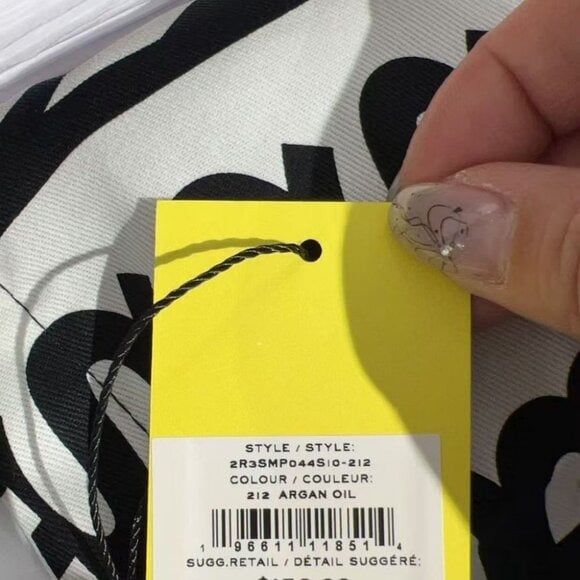 STYLE / STYLE:
2R3SMP044S10-212
COLOUR / COULEUR:
212 ARGAN OIL
1 96611 11851 4
SUGG.RETAIL / DÉTAIL SUGGÉRÉ: